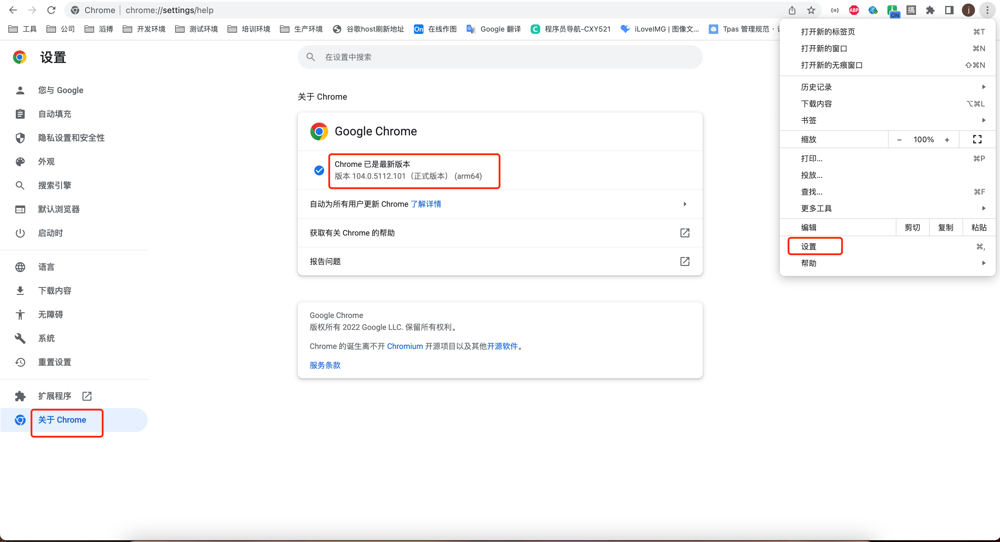 Chrome | chrome://settings/help
{≡} ABP ON 搞 j
工具 公司 滔搏 开发环境 测试环境 培训环境 生产环境 谷歌host刷新地址 On 在线作图 Google 翻译 C 程序员导航-CXY521 iLoveIMG | 图像文... Tpas 管理规范 ·
设置
在设置中搜索
您与 Google
自动填充
隐私设置和安全性
外观
搜索引擎
默认浏览器
启动时
语言
下载内容
无障碍
系统
重置设置
扩展程序
关于 Chrome
关于 Chrome
Google Chrome
Chrome 已是最新版本
版本 104.0.5112.101（正式版本） (arm64)
自动为所有用户更新 Chrome 了解详情
获取有关 Chrome 的帮助
报告问题
Google Chrome
版权所有 2022 Google LLC. 保留所有权利。
Chrome 的诞生离不开 Chromium 开源项目以及其他开源软件。
服务条款
打开新的标签页 ⌘T
打开新的窗口 ⌘N
打开新的无痕窗口 ⇧⌘N
历史记录
下载内容 ⌥⌘L
书签
缩放 − 100% +
打印... ⌘P
投放...
查找... ⌘F
更多工具
编辑 剪切 复制 粘贴
设置 ⌘,
帮助